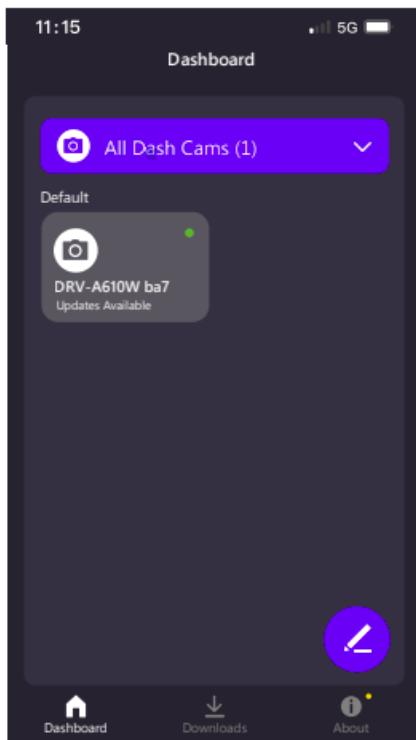 11:15
5G
Dashboard
All Dash Cams (1)
Default
DRV-A610W ba7
Updates Available
Dashboard
Downloads
About